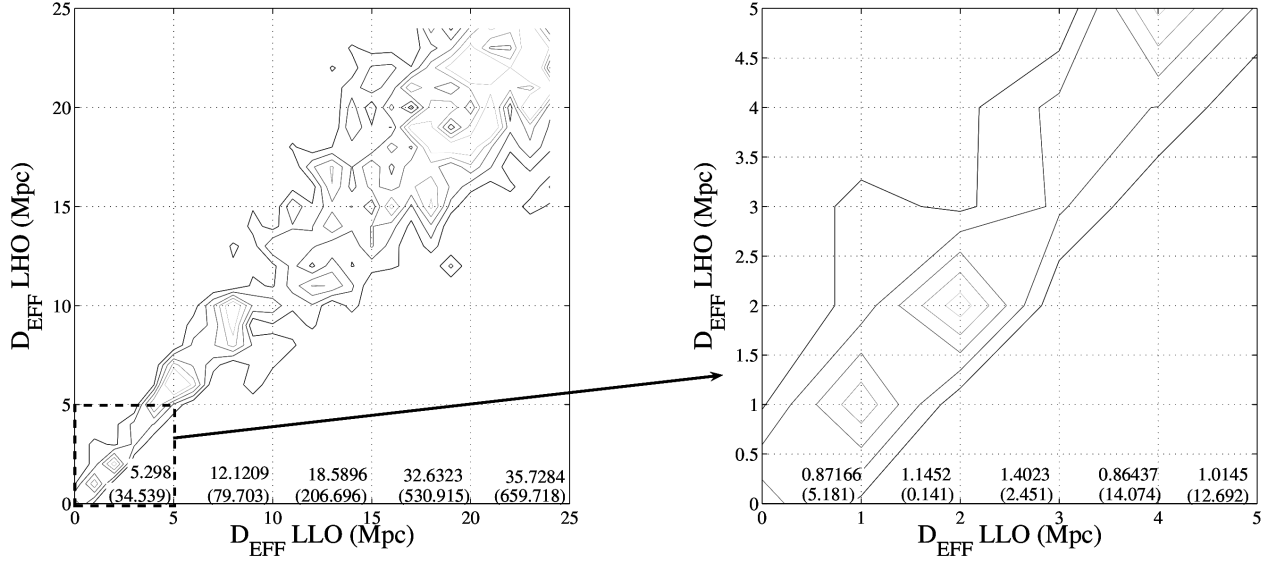 25
20
15
10
5
0
D_EFF LHO (Mpc)
5.298 12.1209 18.5896 32.6323 35.7284
(34.539) (79.703) (206.696) (530.915) (659.718)
0 5 10 15 20 25
D_EFF LLO (Mpc)
5
4.5
4
3.5
3
2.5
2
1.5
1
0.5
0
D_EFF LHO (Mpc)
0.87166 1.1452 1.4023 0.86437 1.0145
(5.181) (0.141) (2.451) (14.074) (12.692)
0 1 2 3 4 5
D_EFF LLO (Mpc)